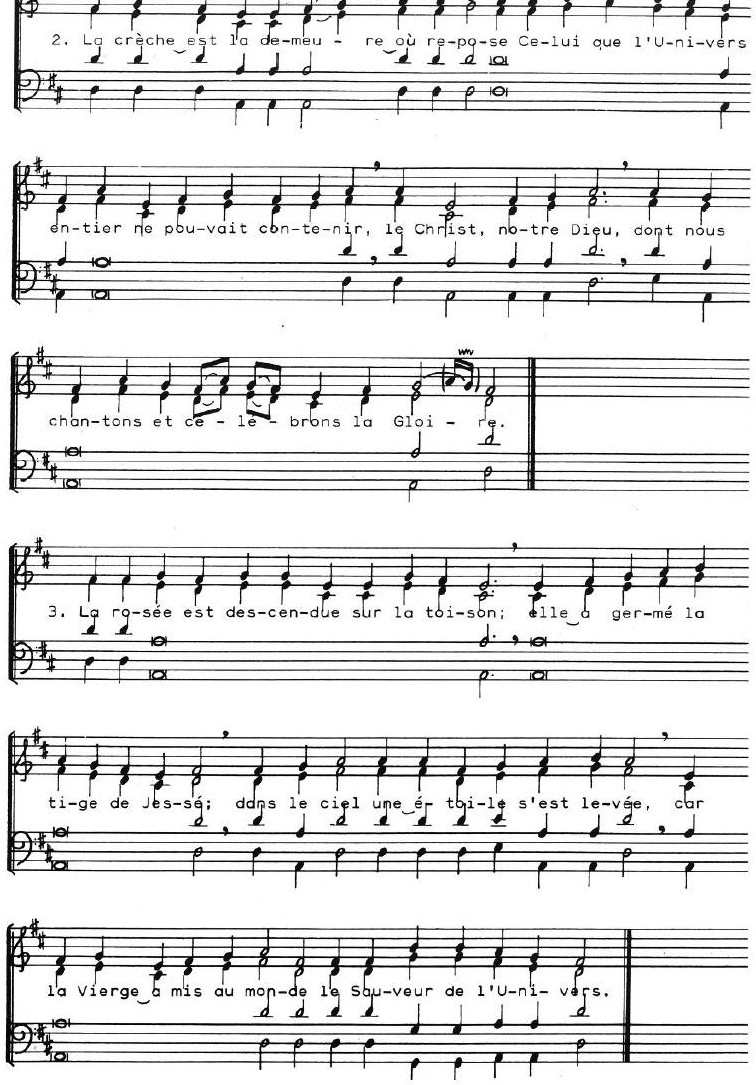 2. La crèche est la de-meu - re où re-po-se Ce-lui que l'U-ni-vers
en-tier ne pou-vait con-te-nir, le Christ, no-tre Dieu, dont nous
chan-tons et cé - lé - brons la Gloi - re.
3. La ro-sée est des-cen-due sur la toi-son; elle a ger-mé la
ti-ge de Jes-sé; dans le ciel une é- toi-le s'est le-vée, car
la Vierge a mis au mon-de le Sau-veur de l'U-ni- vers.